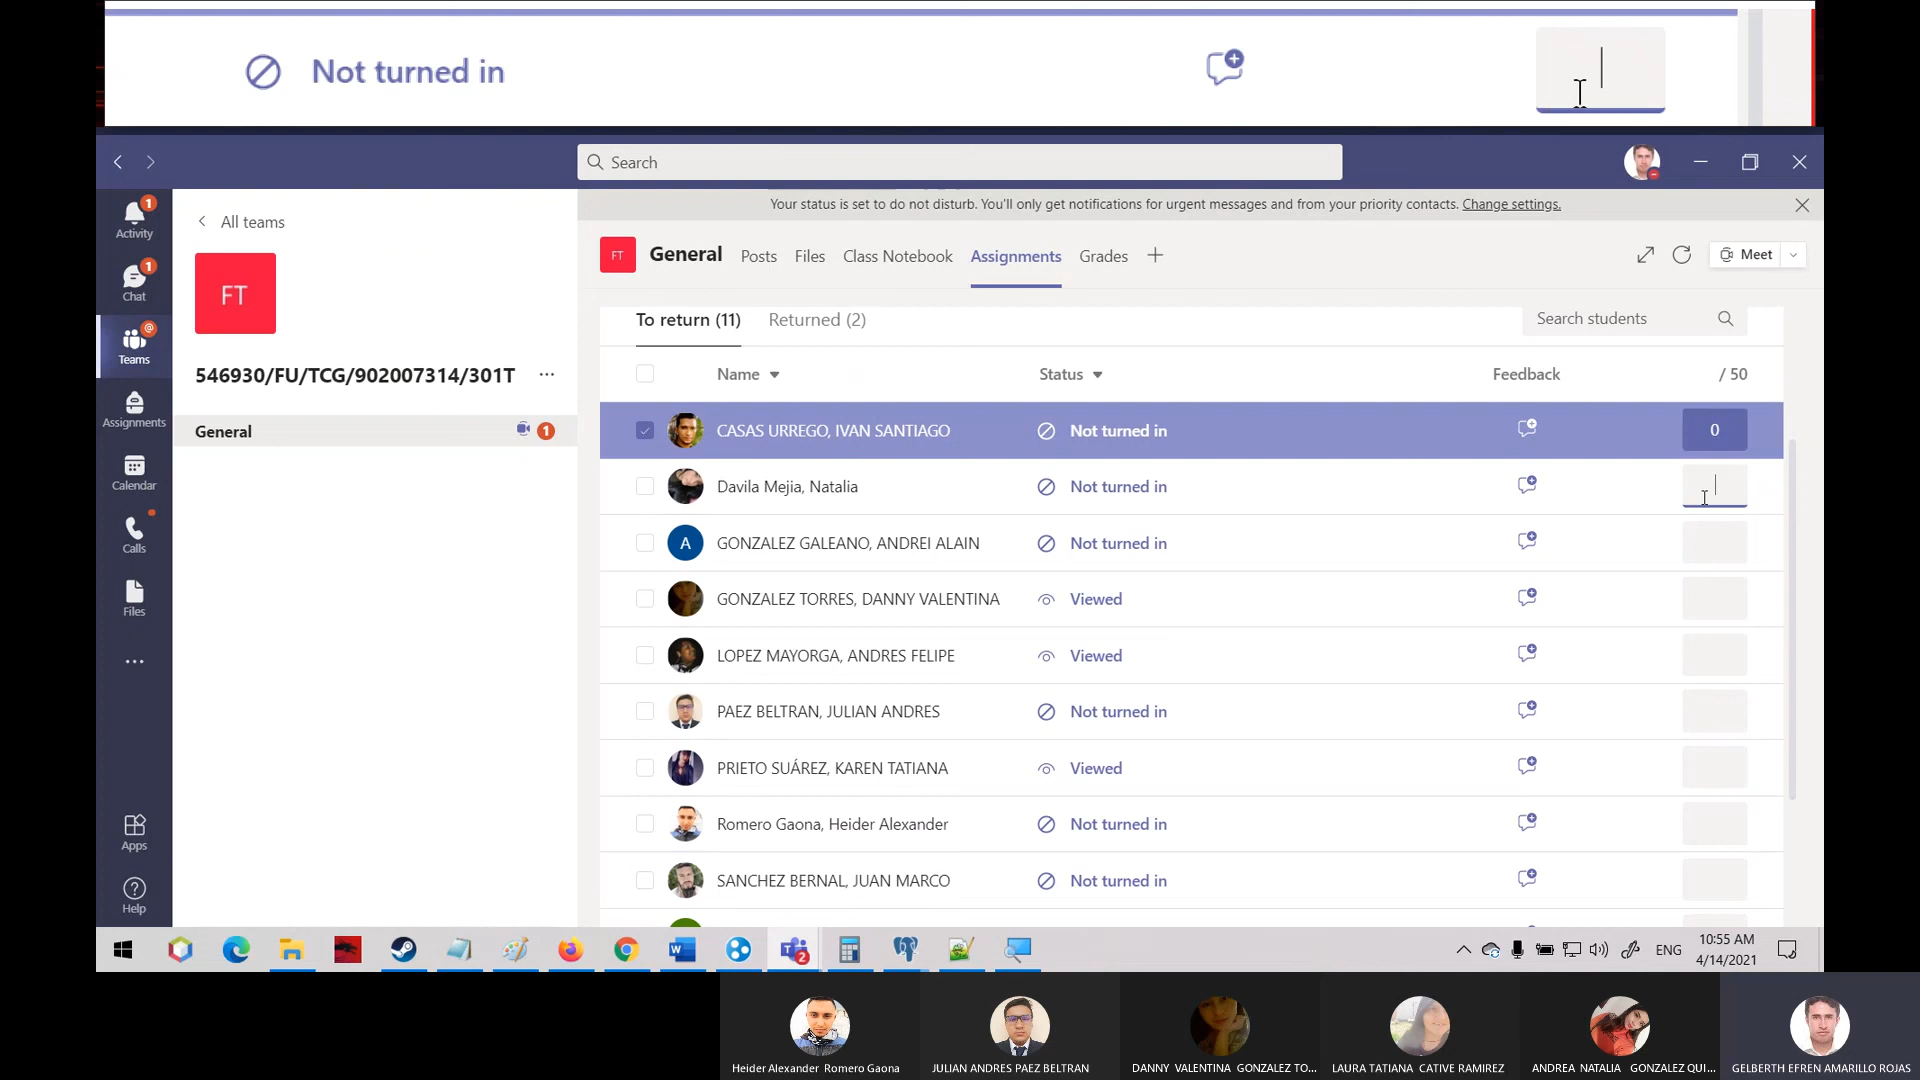 Not turned in
Search
Your status is set to do not disturb. You'll only get notifications for urgent messages and from your priority contacts. Change settings.
All teams
FT
546930/FU/TCG/902007314/301T ...
General 1
1
Activity
1
Chat
@
Teams
Assignments
Calendar
Calls
Files
...
Apps
Help
FT General Posts Files Class Notebook Assignments Grades + Meet
To return (11) Returned (2) Search students
Name Status Feedback / 50
CASAS URREGO, IVAN SANTIAGO Not turned in 0
Davila Mejia, Natalia Not turned in
A GONZALEZ GALEANO, ANDREI ALAIN Not turned in
GONZALEZ TORRES, DANNY VALENTINA Viewed
LOPEZ MAYORGA, ANDRES FELIPE Viewed
PAEZ BELTRAN, JULIAN ANDRES Not turned in
PRIETO SUÁREZ, KAREN TATIANA Viewed
Romero Gaona, Heider Alexander Not turned in
SANCHEZ BERNAL, JUAN MARCO Not turned in
2
ENG
10:55 AM
4/14/2021
Heider Alexander Romero Gaona JULIAN ANDRES PAEZ BELTRAN DANNY VALENTINA GONZALEZ TO... LAURA TATIANA CATIVE RAMIREZ ANDREA NATALIA GONZALEZ QUI... GELBERTH EFREN AMARILLO ROJAS